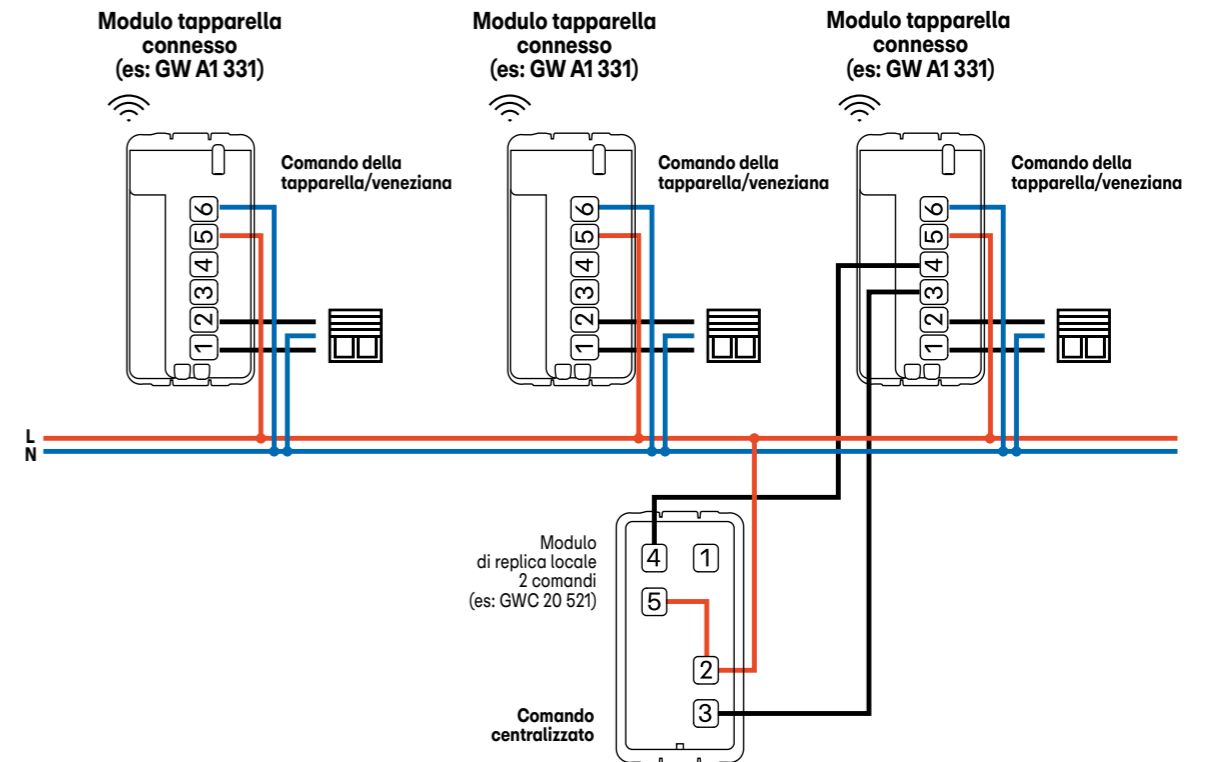 Modulo tapparella
connesso
(es: GW A1 331)
Modulo tapparella
connesso
(es: GW A1 331)
Modulo tapparella
connesso
(es: GW A1 331)
Comando della
tapparella/veneziana
6
5
4
3
2
1
Comando della
tapparella/veneziana
6
5
4
3
2
1
Comando della
tapparella/veneziana
6
5
4
3
2
1
L
N
Modulo
di replica locale
2 comandi
(es: GWC 20 521)
4 1
5
2
3
Comando
centralizzato